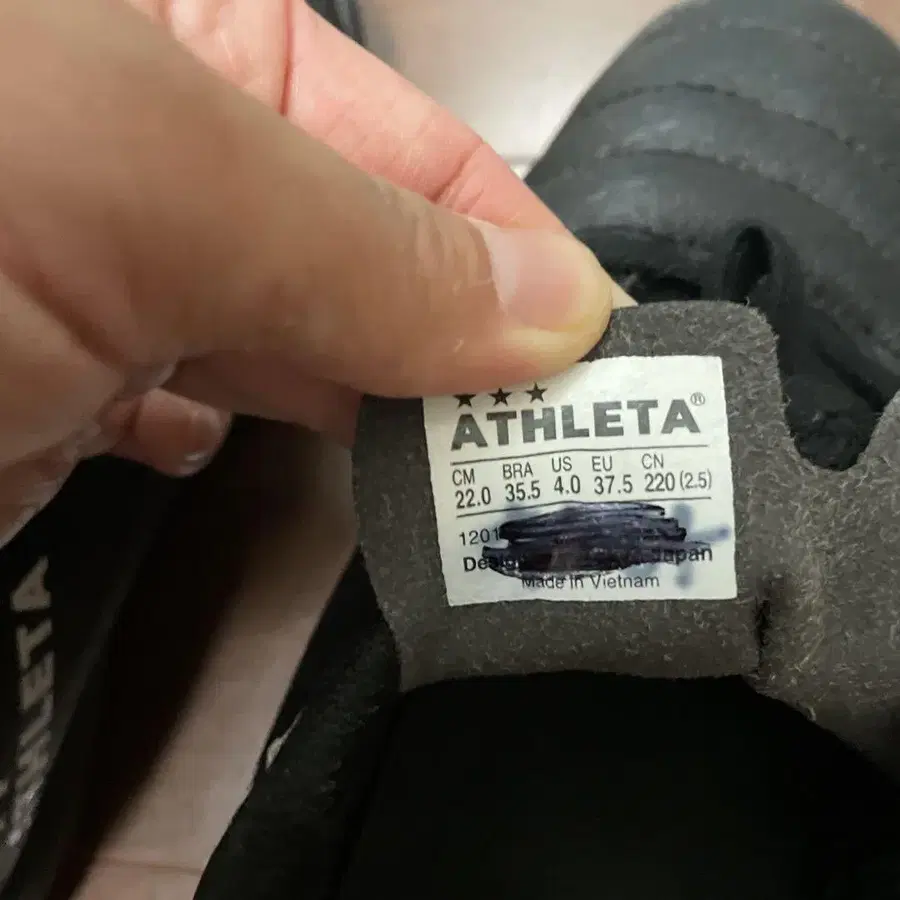 ATHLETA®
CM BRA US EU CN
22.0 35.5 4.0 37.5 220 (2.5)
1201
Japan
Made in Vietnam
ATHLETA